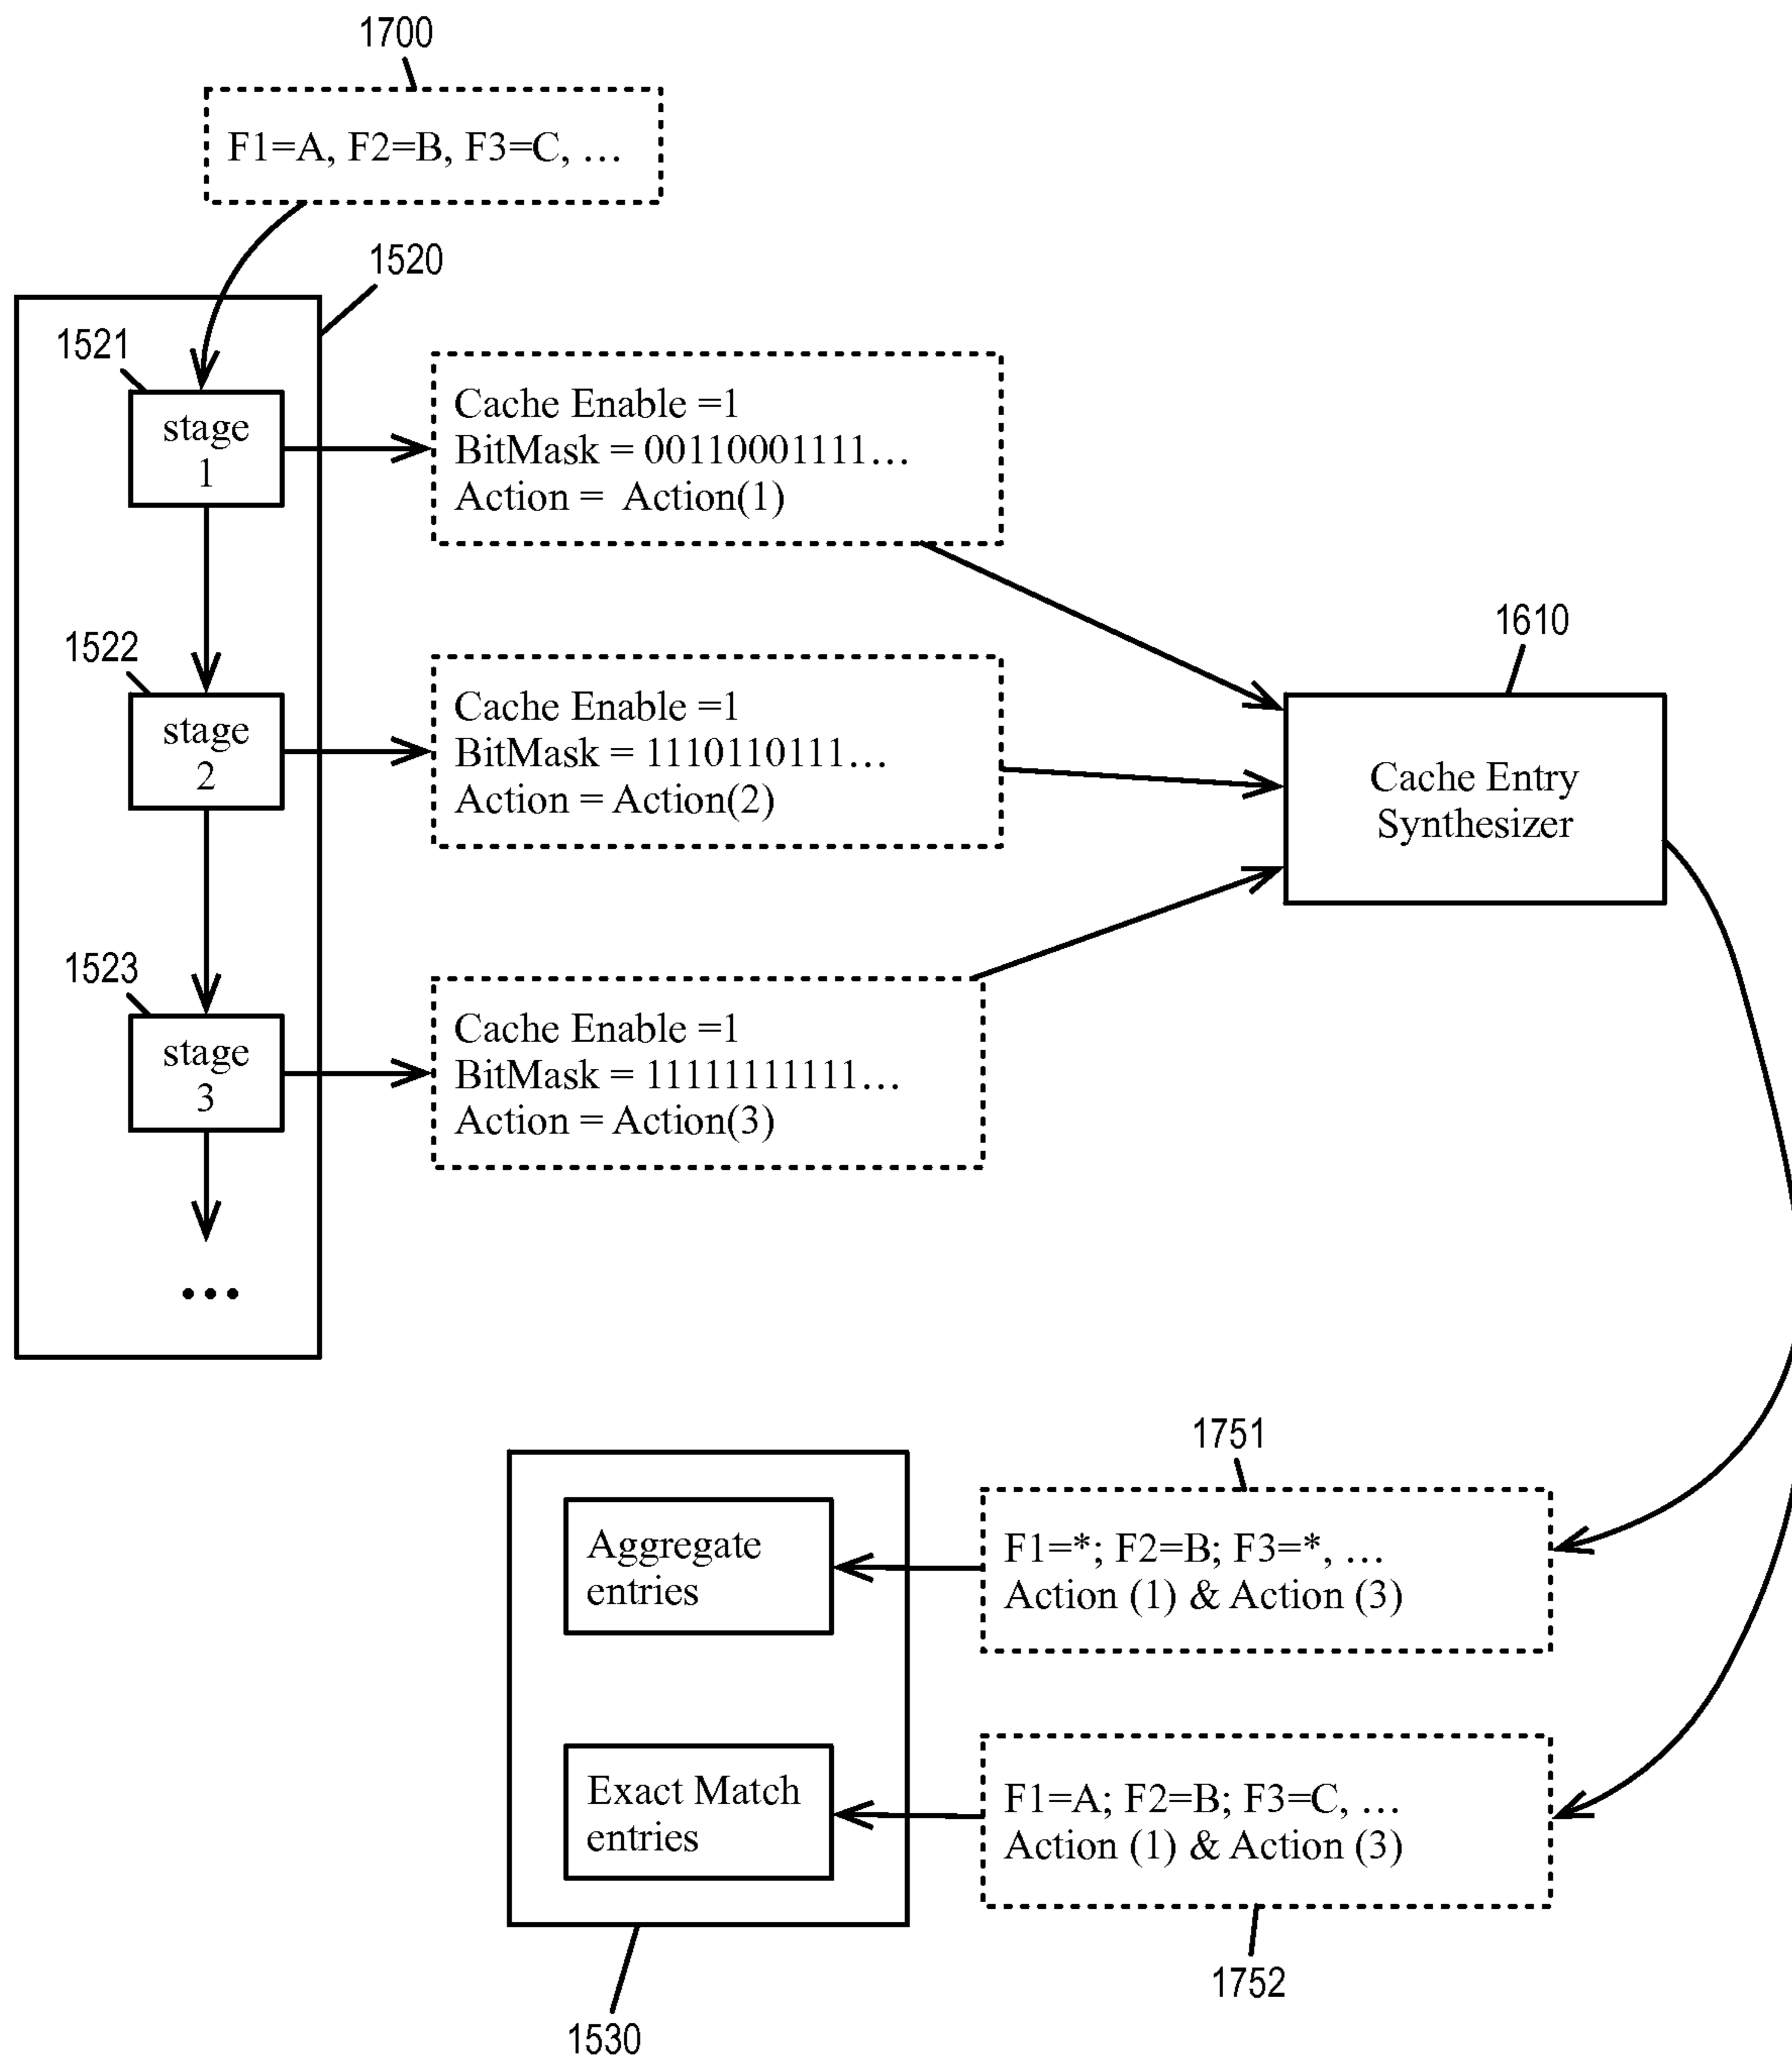 1700
F1=A, F2=B, F3=C, ...
1520
1521
stage
1
Cache Enable =1
BitMask = 00110001111...
Action = Action(1)
1522
stage
2
Cache Enable =1
BitMask = 1110110111...
Action = Action(2)
1610
Cache Entry
Synthesizer
1523
stage
3
Cache Enable =1
BitMask = 11111111111...
Action = Action(3)
...
1751
Aggregate
entries
F1=*; F2=B; F3=*, ...
Action (1) & Action (3)
Exact Match
entries
F1=A; F2=B; F3=C, ...
Action (1) & Action (3)
1752
1530